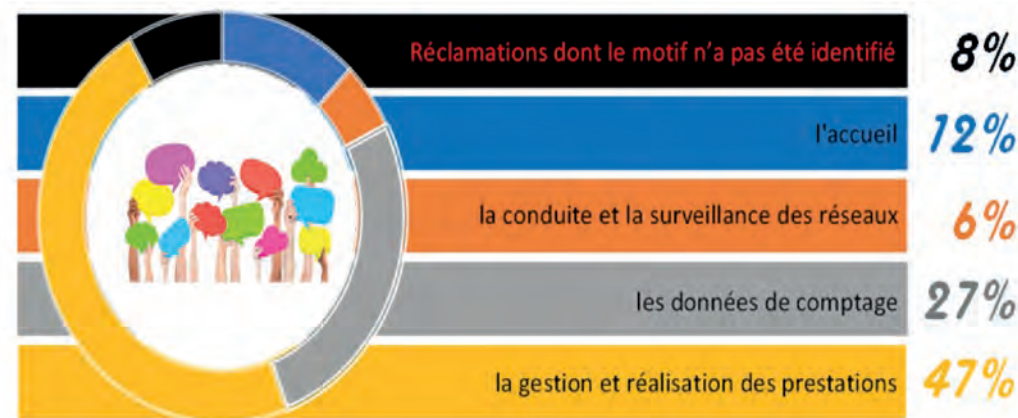 Réclamations dont le motif n'a pas été identifié 8%
l'accueil 12%
la conduite et la surveillance des réseaux 6%
les données de comptage 27%
la gestion et réalisation des prestations 47%